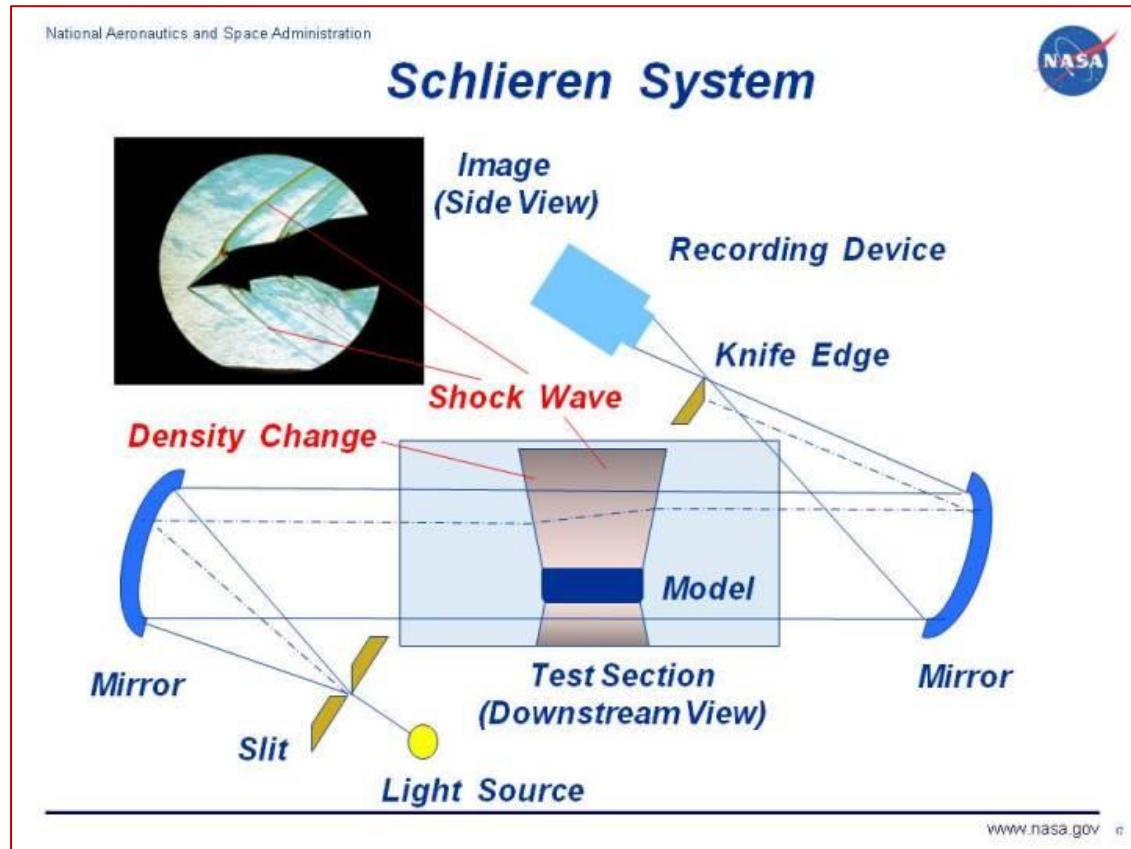 National Aeronautics and Space Administration
NASA
Schlieren System
Image
(Side View)
Recording Device
Knife Edge
Shock Wave
Density Change
Model
Mirror
Test Section
(Downstream View)
Mirror
Slit
Light Source
www.nasa.gov